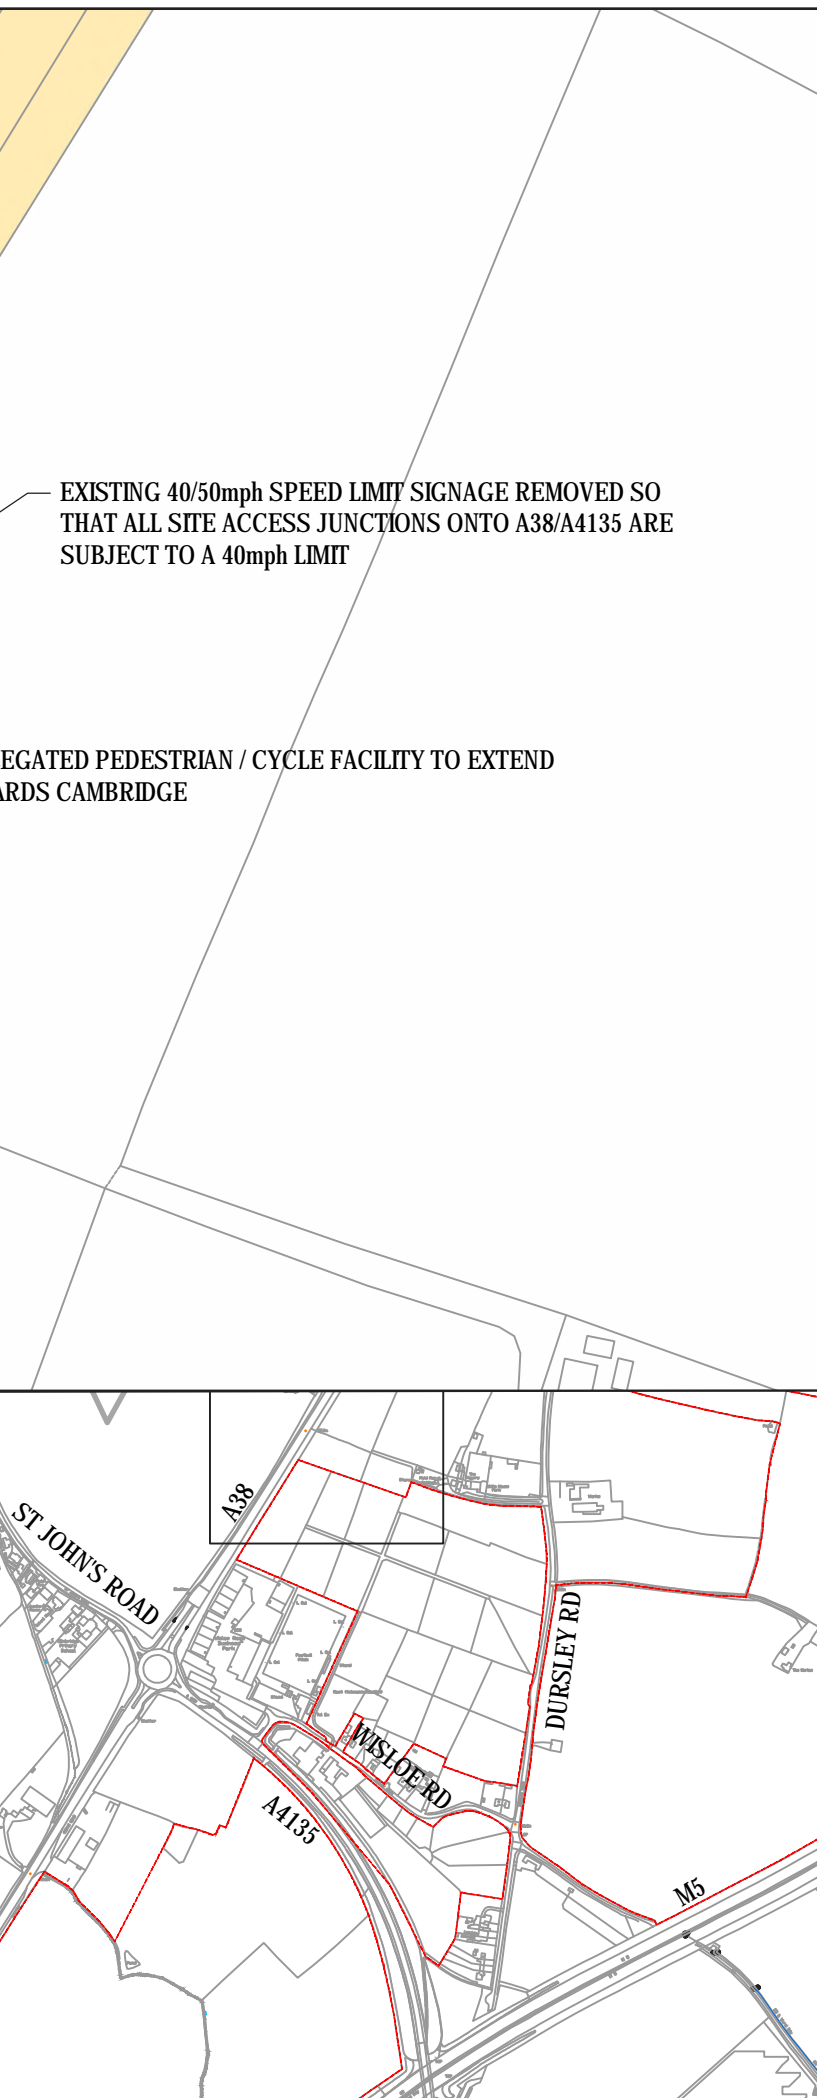 EXISTING 40/50mph SPEED LIMIT SIGNAGE REMOVED SO
THAT ALL SITE ACCESS JUNCTIONS ONTO A38/A4135 ARE
SUBJECT TO A 40mph LIMIT
EGATED PEDESTRIAN / CYCLE FACILITY TO EXTEND
ARDS CAMBRIDGE
A38
ST JOHN'S ROAD
DURSLEY RD
WISLOE RD
A4135
M5